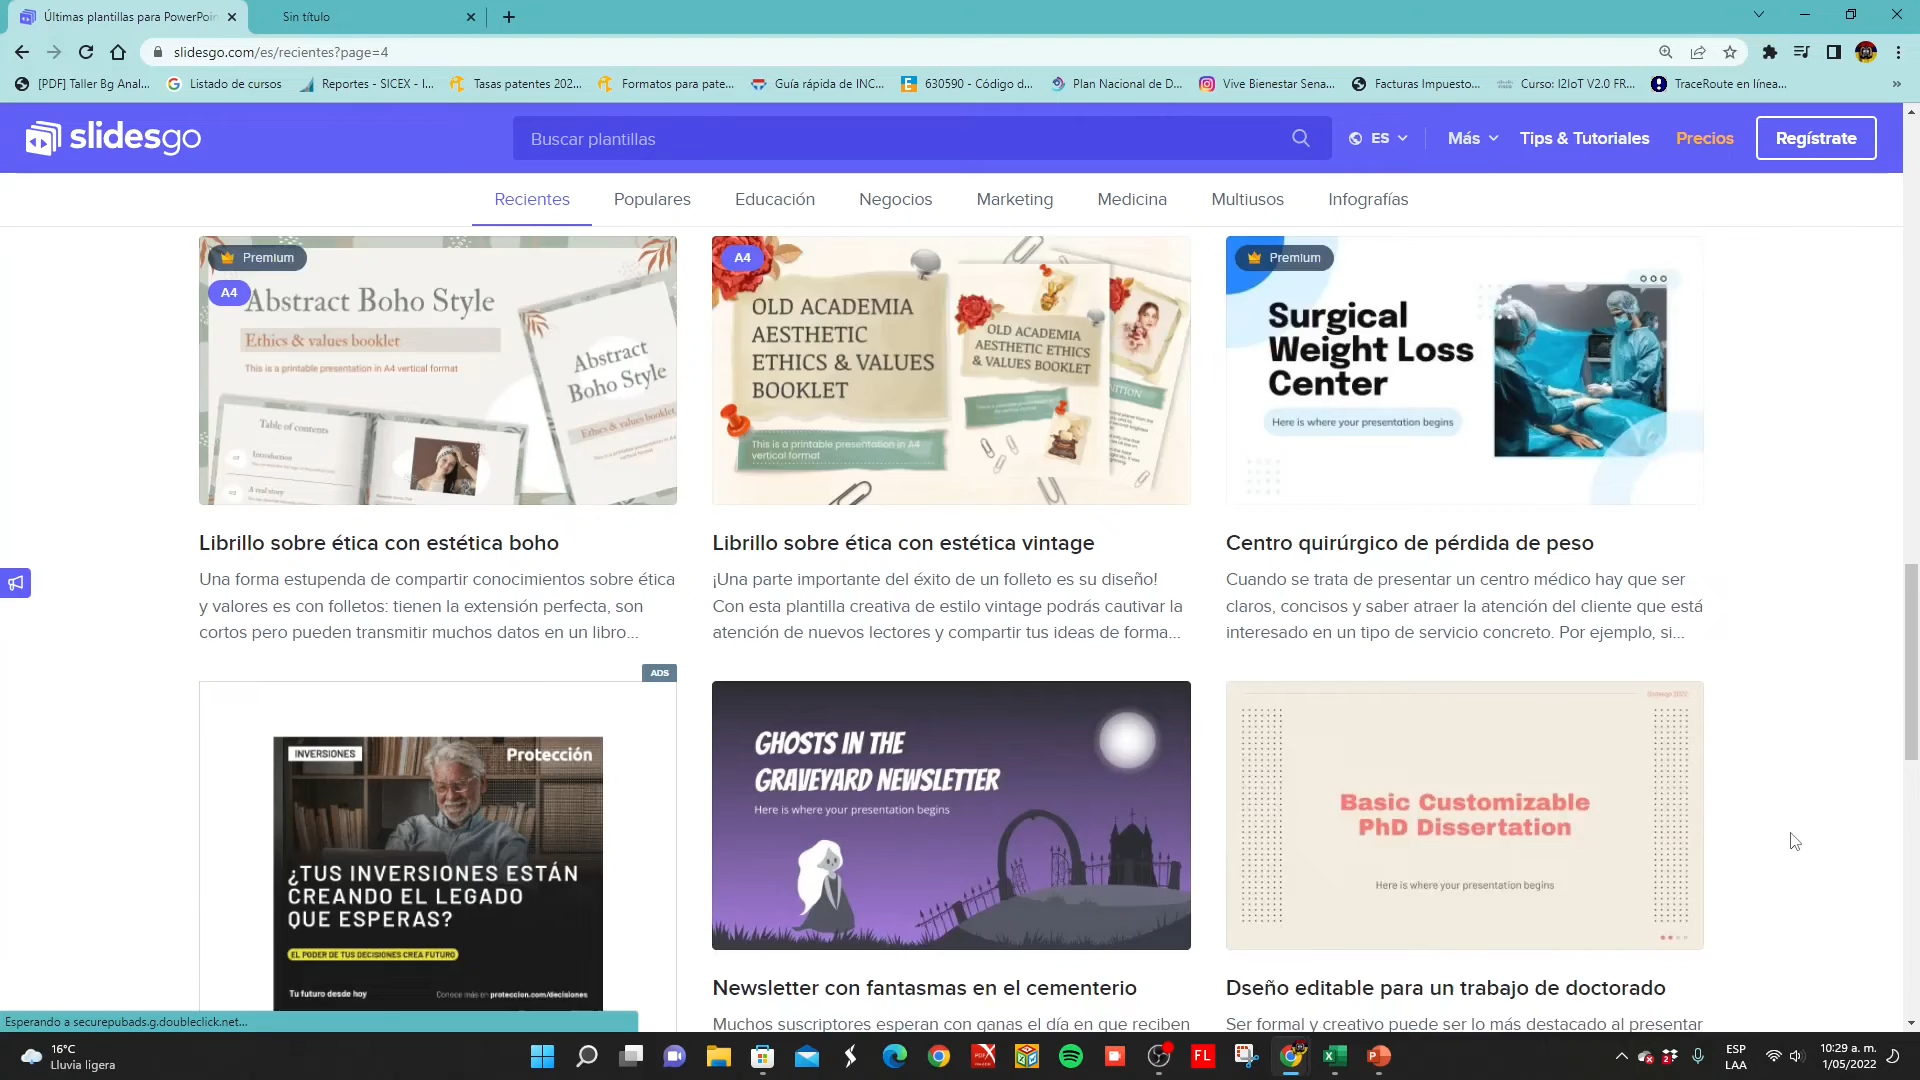 Últimas plantillas para PowerPoin
Sin título
slidesgo.com/es/recientes?page=4
[PDF] Taller Bg Anal...
Listado de cursos
Reportes - SICEX - I...
Tasas patentes 202...
Formatos para pate...
Guía rápida de INC...
630590 - Código d...
Plan Nacional de D...
Vive Bienestar Sena...
Facturas Impuesto...
Curso: I2IoT V2.0 FR...
TraceRoute en línea...
slidesgo
Buscar plantillas
ES
Más
Tips & Tutoriales
Precios
Regístrate
Recientes
Populares
Educación
Negocios
Marketing
Medicina
Multiusos
Infografías
Premium
A4
Abstract Boho Style
Ethics & values booklet
This is a printable presentation in A4 vertical format
Table of contents
Introduction
A real story
Abstract
Boho Style
Ethics & values booklet
A4
OLD ACADEMIA
AESTHETIC
ETHICS & VALUES
BOOKLET
This is a printable presentation in A4
vertical format
OLD ACADEMIA
AESTHETIC ETHICS
& VALUES BOOKLET
Premium
Surgical
Weight Loss
Center
Here is where your presentation begins
Librillo sobre ética con estética boho
Una forma estupenda de compartir conocimientos sobre ética
y valores es con folletos: tienen la extensión perfecta, son
cortos pero pueden transmitir muchos datos en un libro...
Librillo sobre ética con estética vintage
¡Una parte importante del éxito de un folleto es su diseño!
Con esta plantilla creativa de estilo vintage podrás cautivar la
atención de nuevos lectores y compartir tus ideas de forma...
Centro quirúrgico de pérdida de peso
Cuando se trata de presentar un centro médico hay que ser
claros, concisos y saber atraer la atención del cliente que está
interesado en un tipo de servicio concreto. Por ejemplo, si...
ADS
INVERSIONES
Protección
¿TUS INVERSIONES ESTÁN
CREANDO EL LEGADO
QUE ESPERAS?
EL PODER DE TUS DECISIONES CREA FUTURO
Tu futuro desde hoy
Conoce más en proteccion.com/decisiones
GHOSTS IN THE
GRAVEYARD NEWSLETTER
Here is where your presentation begins
Basic Customizable
PhD Dissertation
Here is where your presentation begins
Newsletter con fantasmas en el cementerio
Muchos suscriptores esperan con ganas el día en que reciben
Dseño editable para un trabajo de doctorado
Ser formal y creativo puede ser lo más destacado al presentar
Esperando a securepubads.g.doubleclick.net...
16°C
Lluvia ligera
FL
ESP
LAA
10:29 a. m.
1/05/2022